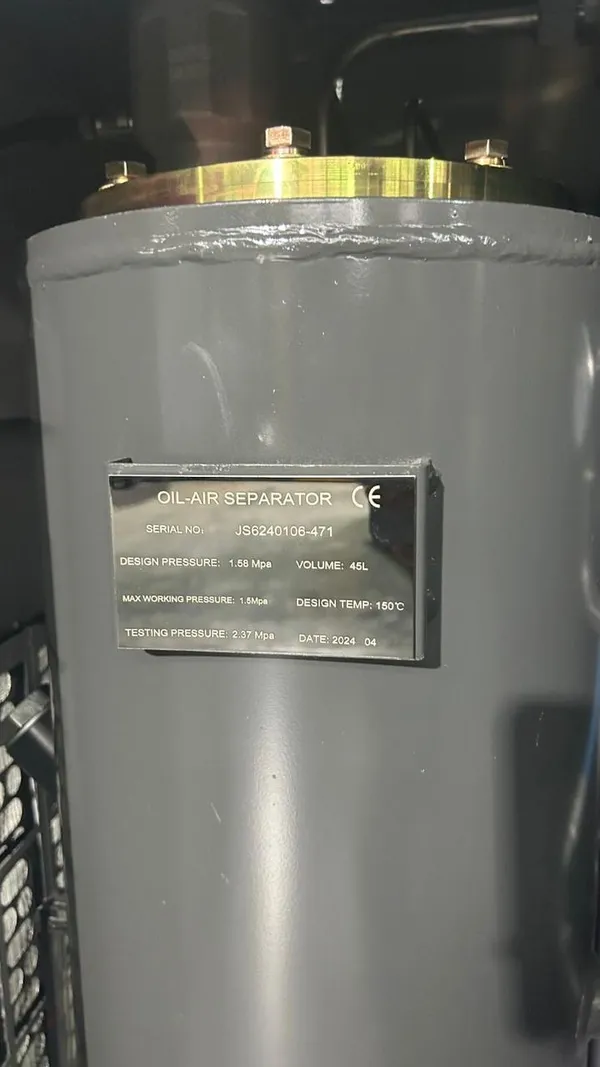 OIL-AIR SEPARATOR CE
SERIAL NO: JS6240106-471
DESIGN PRESSURE: 1.58 Mpa VOLUME: 45L
MAX WORKING PRESSURE: 1.5Mpa DESIGN TEMP: 150℃
TESTING PRESSURE: 2.37 Mpa DATE: 2024 04